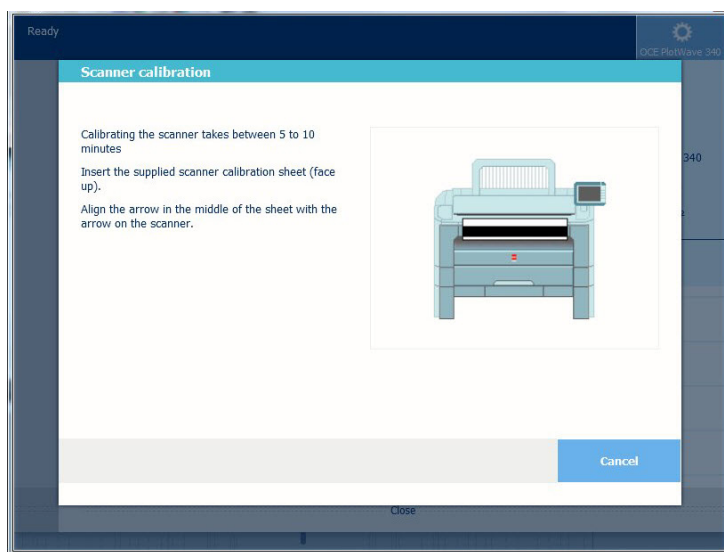 Ready
OCE PlotWave 340
Scanner calibration
Calibrating the scanner takes between 5 to 10
minutes
Insert the supplied scanner calibration sheet (face
up).
Align the arrow in the middle of the sheet with the
arrow on the scanner.
340
Cancel
Close